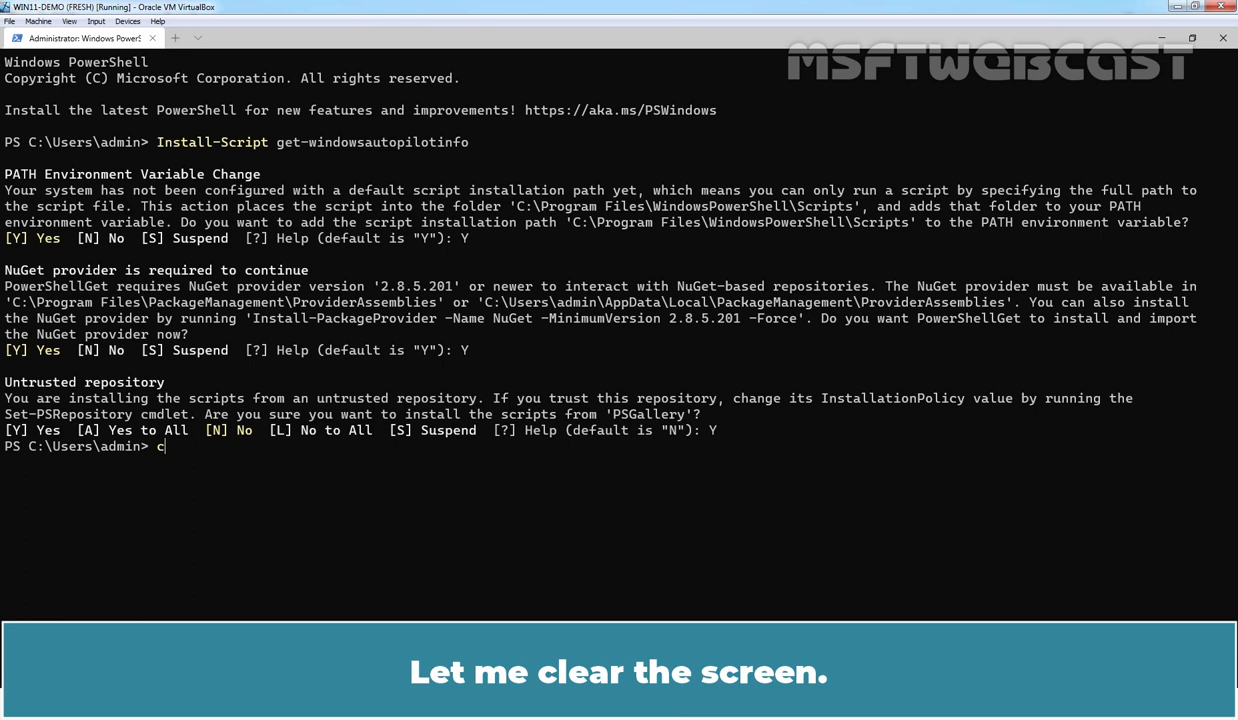 WIN11-DEMO (FRESH) [Running] - Oracle VM VirtualBox
File Machine View Input Devices Help
Administrator: Windows PowerS
MSFTWEBCAST
Windows PowerShell
Copyright (C) Microsoft Corporation. All rights reserved.
Install the latest PowerShell for new features and improvements! https://aka.ms/PSWindows
PS C:\Users\admin> Install-Script get-windowsautopilotinfo
PATH Environment Variable Change
Your system has not been configured with a default script installation path yet, which means you can only run a script by specifying the full path to
the script file. This action places the script into the folder 'C:\Program Files\WindowsPowerShell\Scripts', and adds that folder to your PATH
environment variable. Do you want to add the script installation path 'C:\Program Files\WindowsPowerShell\Scripts' to the PATH environment variable?
[Y] Yes [N] No [S] Suspend [?] Help (default is "Y"): Y
NuGet provider is required to continue
PowerShellGet requires NuGet provider version '2.8.5.201' or newer to interact with NuGet-based repositories. The NuGet provider must be available in
'C:\Program Files\PackageManagement\ProviderAssemblies' or 'C:\Users\admin\AppData\Local\PackageManagement\ProviderAssemblies'. You can also install
the NuGet provider by running 'Install-PackageProvider -Name NuGet -MinimumVersion 2.8.5.201 -Force'. Do you want PowerShellGet to install and import
the NuGet provider now?
[Y] Yes [N] No [S] Suspend [?] Help (default is "Y"): Y
Untrusted repository
You are installing the scripts from an untrusted repository. If you trust this repository, change its InstallationPolicy value by running the
Set-PSRepository cmdlet. Are you sure you want to install the scripts from 'PSGallery'?
[Y] Yes [A] Yes to All [N] No [L] No to All [S] Suspend [?] Help (default is "N"): Y
PS C:\Users\admin> c
Let me clear the screen.